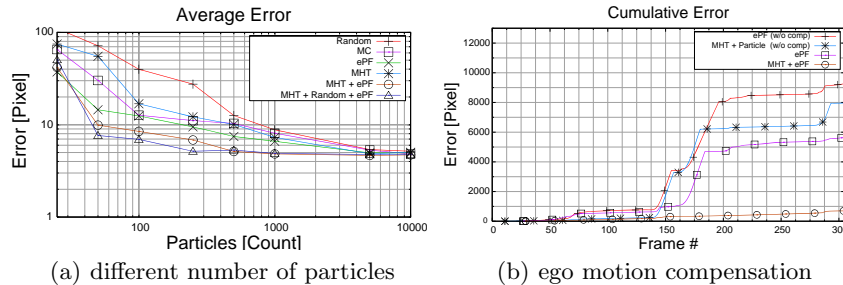 Average Error
Error [Pixel]
100
10
1
100
1000
10000
Particles [Count]
Random
MC
ePF
MHT
MHT + ePF
MHT + Random + ePF
(a) different number of particles
Cumulative Error
Error [Pixel]
12000
10000
8000
6000
4000
2000
0
0
50
100
150
200
250
300
Frame #
ePF (w/o comp)
MHT + Particle (w/o comp)
ePF
MHT + ePF
(b) ego motion compensation